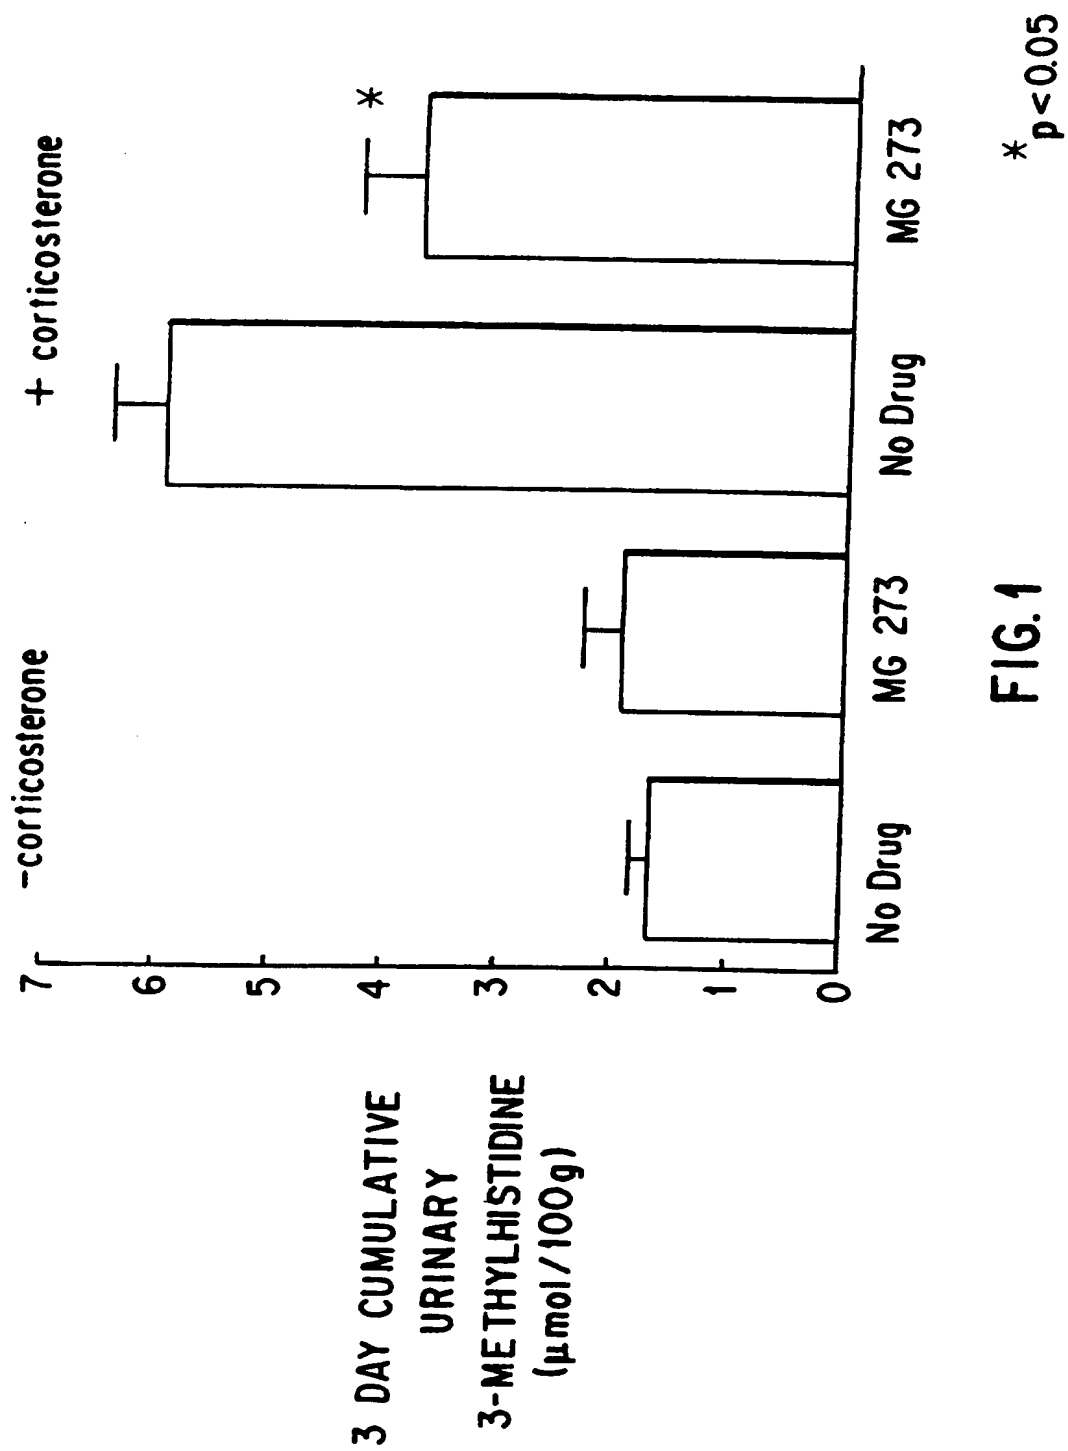 -corticosterone
+ corticosterone
3 DAY CUMULATIVE
URINARY
3-METHYLHISTIDINE
(μmol/100g)
7
6
5
4
3
2
1
0
*
No Drug
MG 273
No Drug
MG 273
* p<0.05
FIG. 1